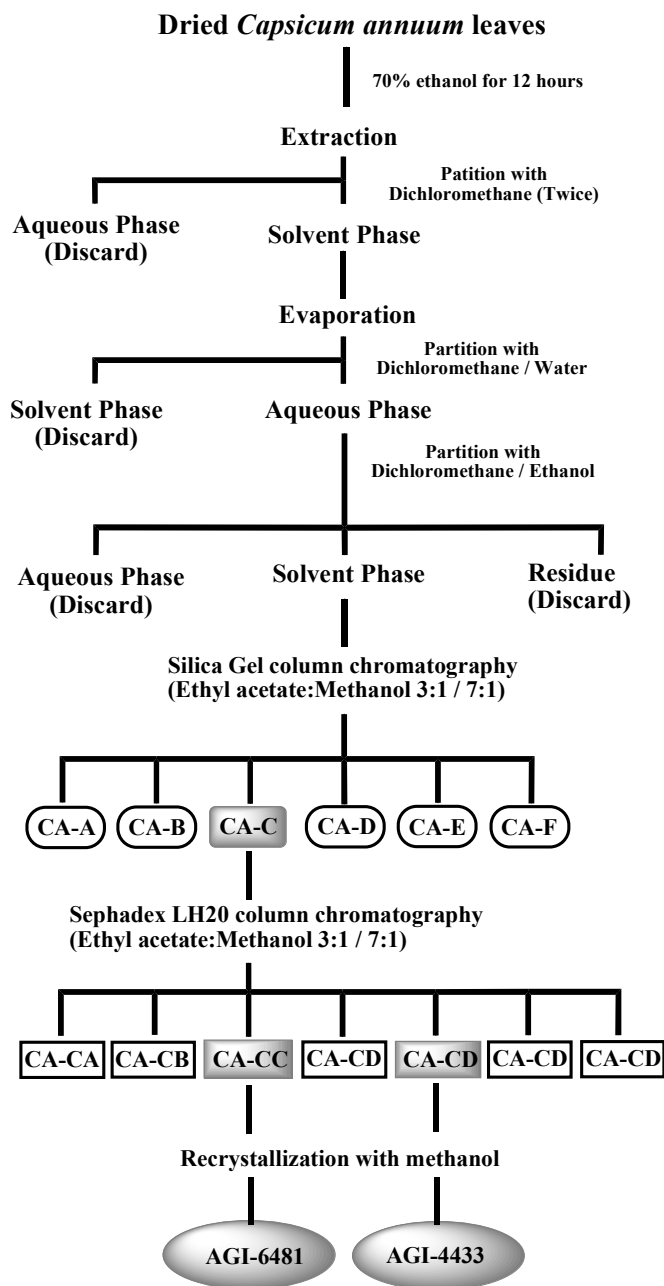 Dried Capsicum annuum leaves
70% ethanol for 12 hours
Extraction
Patition with
Dichloromethane (Twice)
Aqueous Phase
(Discard)
Solvent Phase
Evaporation
Partition with
Dichloromethane / Water
Solvent Phase
(Discard)
Aqueous Phase
Partition with
Dichloromethane / Ethanol
Aqueous Phase
(Discard)
Solvent Phase
Residue
(Discard)
Silica Gel column chromatography
(Ethyl acetate:Methanol 3:1 / 7:1)
CA-A CA-B CA-C CA-D CA-E CA-F
Sephadex LH20 column chromatography
(Ethyl acetate:Methanol 3:1 / 7:1)
CA-CA CA-CB CA-CC CA-CD CA-CD CA-CD CA-CD
Recrystallization with methanol
AGI-6481 AGI-4433